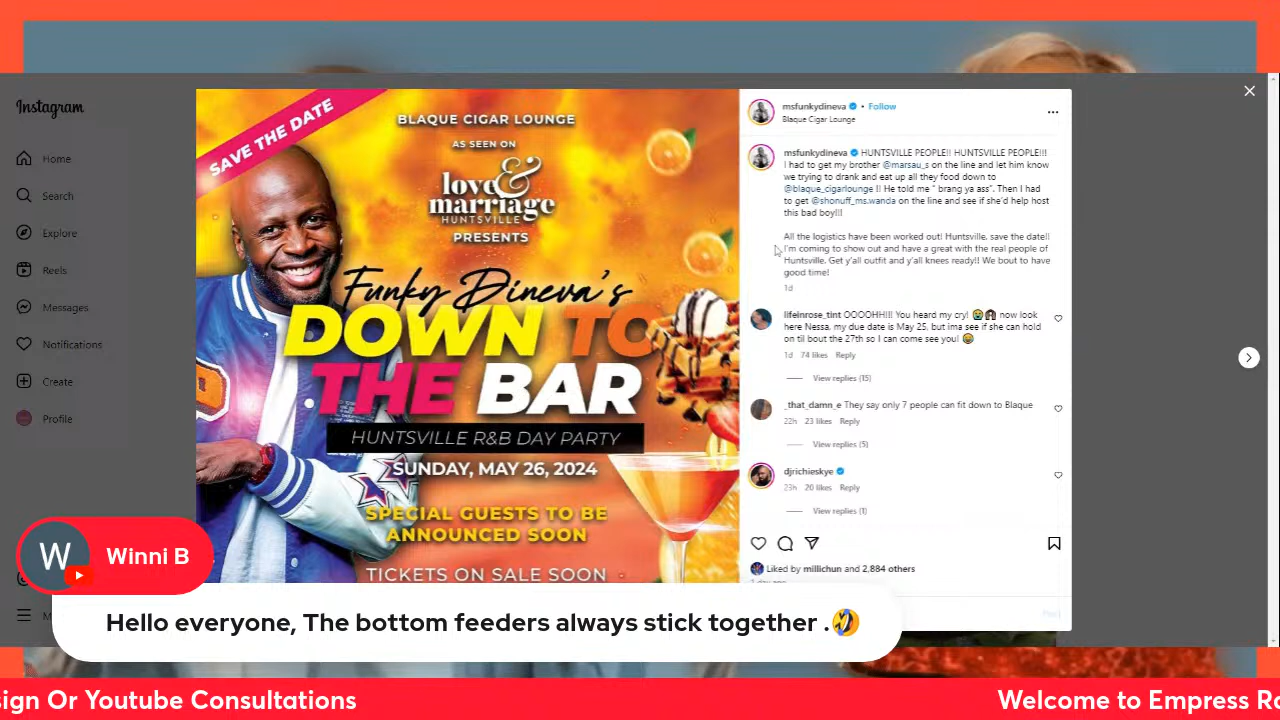 Instagram
Home
Search
Explore
Reels
Messages
Notifications
Create
Profile
SAVE THE DATE
BLAQUE CIGAR LOUNGE
AS SEEN ON
love &
marriage
HUNTSVILLE
PRESENTS
Funky Dineva's
DOWN TO
THE BAR
HUNTSVILLE R&B DAY PARTY
SUNDAY, MAY 26, 2024
SPECIAL GUESTS TO BE
ANNOUNCED SOON
TICKETS ON SALE SOON
msfunkydineva • Follow
Blaque Cigar Lounge
msfunkydineva HUNTSVILLE PEOPLE!! HUNTSVILLE PEOPLE!!!
I had to get my brother @marsau_s on the line and let him know
we trying to drank and eat up all they food down to
@blaque_cigarlounge !! He told me " brang ya ass". Then I had
to get @shonuff_ms.wanda on the line and see if she'd help host
this bad boy!!!
All the logistics have been worked out! Huntsville, save the date!!
I'm coming to show out and have a great with the real people of
Huntsville. Get y'all outfit and y'all knees ready!! We bout to have
good time!
1d
lifeinrose_tint OOOOHH!!! You heard my cry! 😭🙇🏽‍♀️ now look
here Nessa, my due date is May 25, but ima see if she can hold
on til bout the 27th so I can come see you! 😂
1d 74 likes Reply
View replies (15)
_that_damn_e They say only 7 people can fit down to Blaque
22h 23 likes Reply
View replies (5)
djrichieskye
23h 20 likes Reply
View replies (1)
Liked by millichun and 2,884 others
1 day ago
Post
W
Winni B
Hello everyone, The bottom feeders always stick together .🤣
sign Or Youtube Consultations
Welcome to Empress Ro